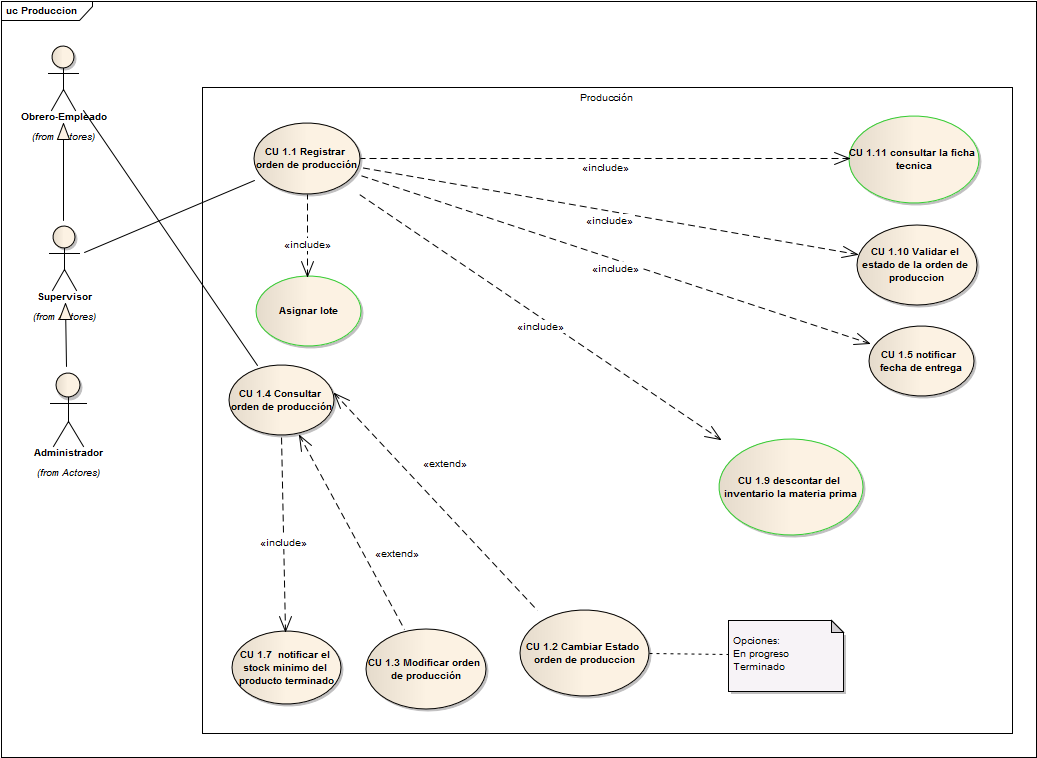 uc Produccion
Obrero-Empleado
(from Actores)
Supervisor
(from Actores)
Administrador
(from Actores)
Producción
CU 1.1 Registrar
orden de producción
«include»
CU 1.11 consultar la ficha
tecnica
«include»
CU 1.10 Validar el
estado de la orden de
produccion
«include»
CU 1.5 notificar
fecha de entrega
«include»
Asignar lote
«include»
CU 1.9 descontar del
inventario la materia prima
CU 1.4 Consultar
orden de producción
«extend»
«extend»
«include»
CU 1.7 notificar el
stock minimo del
producto terminado
CU 1.3 Modificar orden
de producción
CU 1.2 Cambiar Estado
orden de produccion
Opciones:
En progreso
Terminado